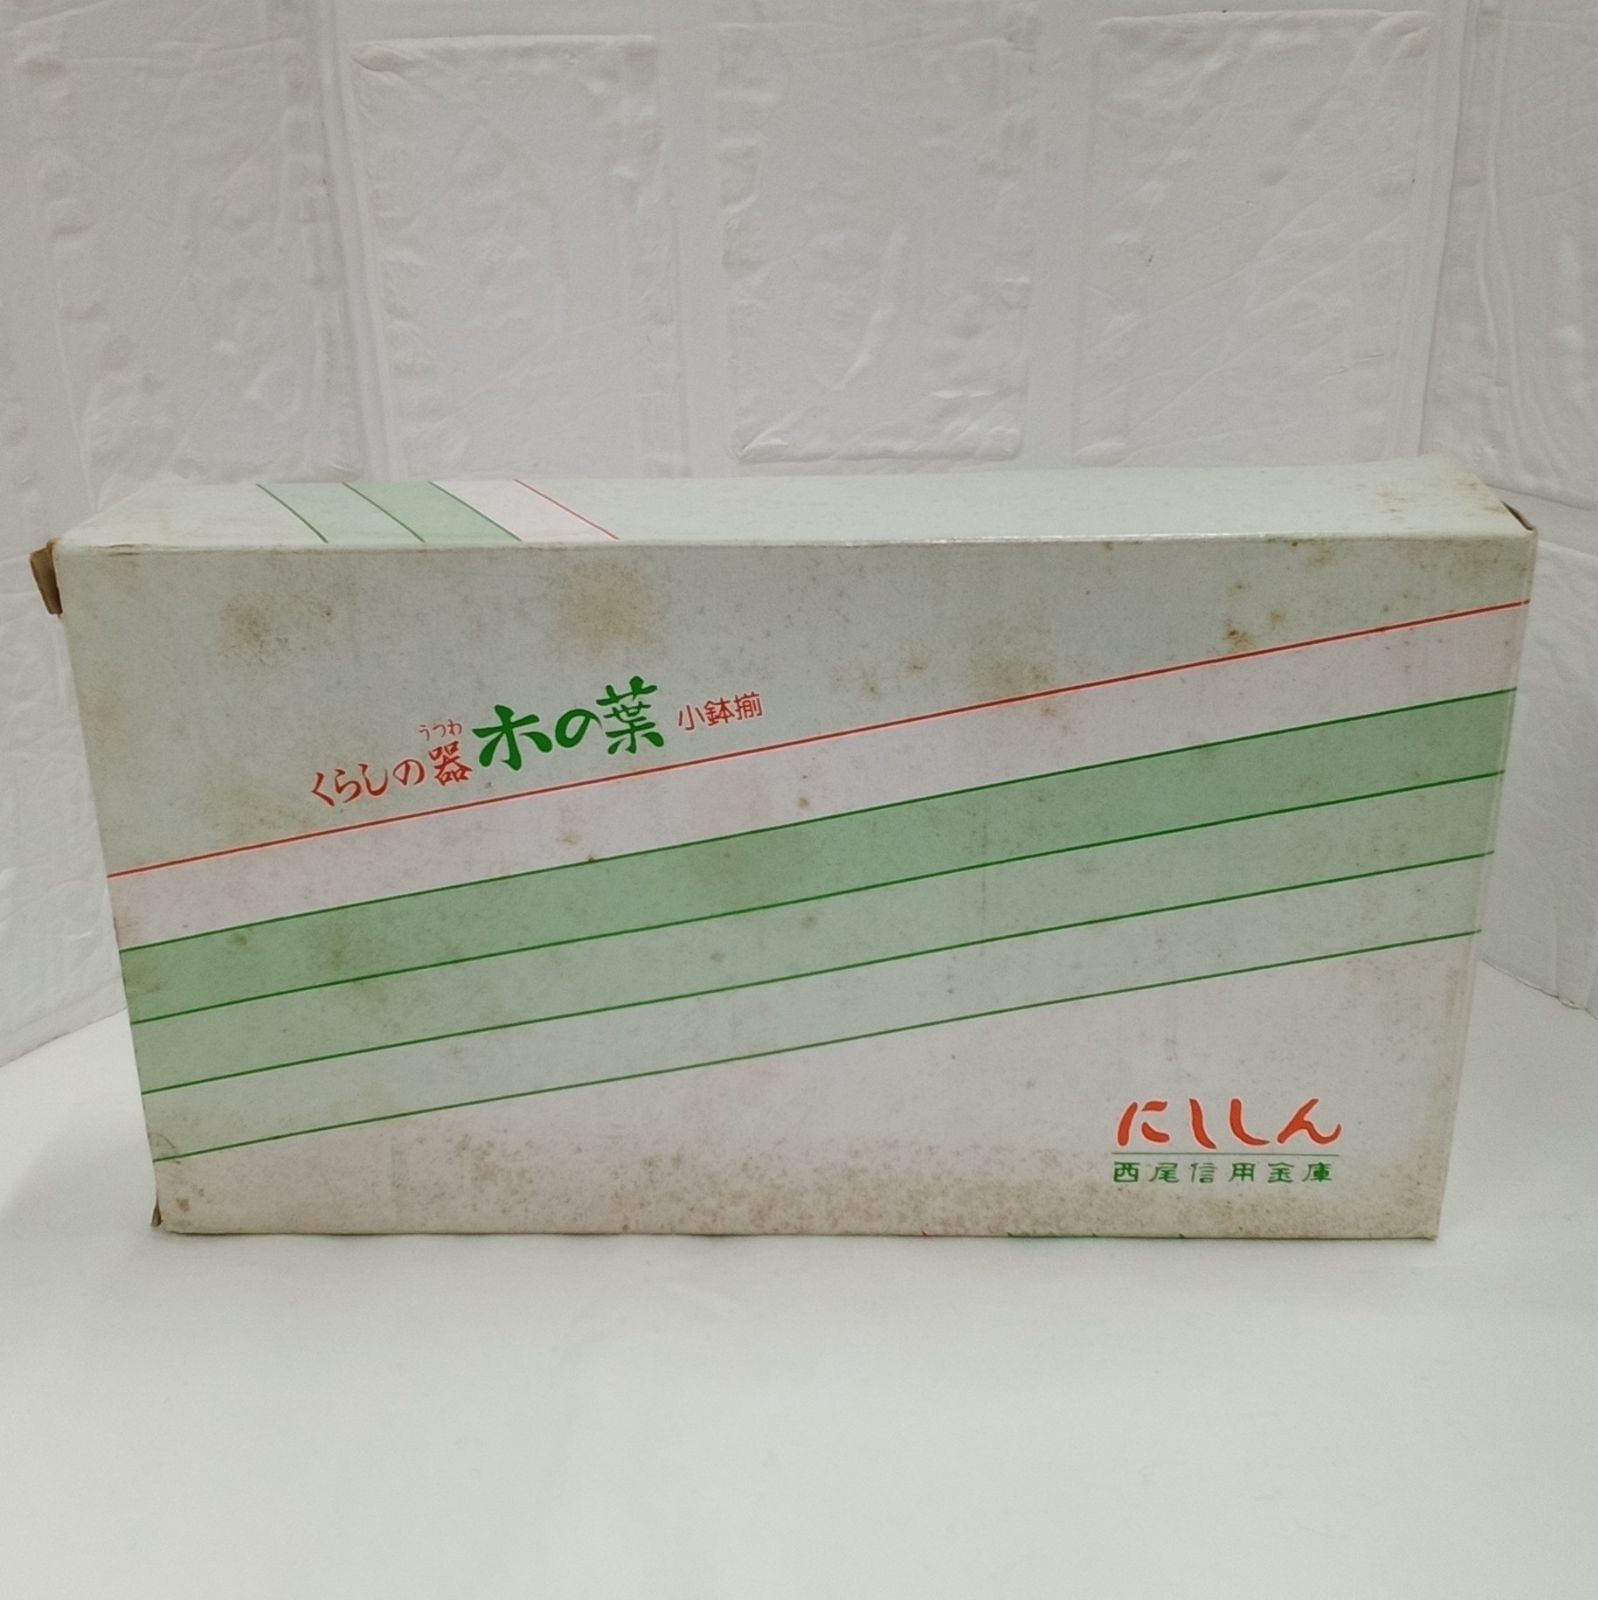 うつわ
くらしの器 木の葉 小鉢揃
にししん
西尾信用金庫